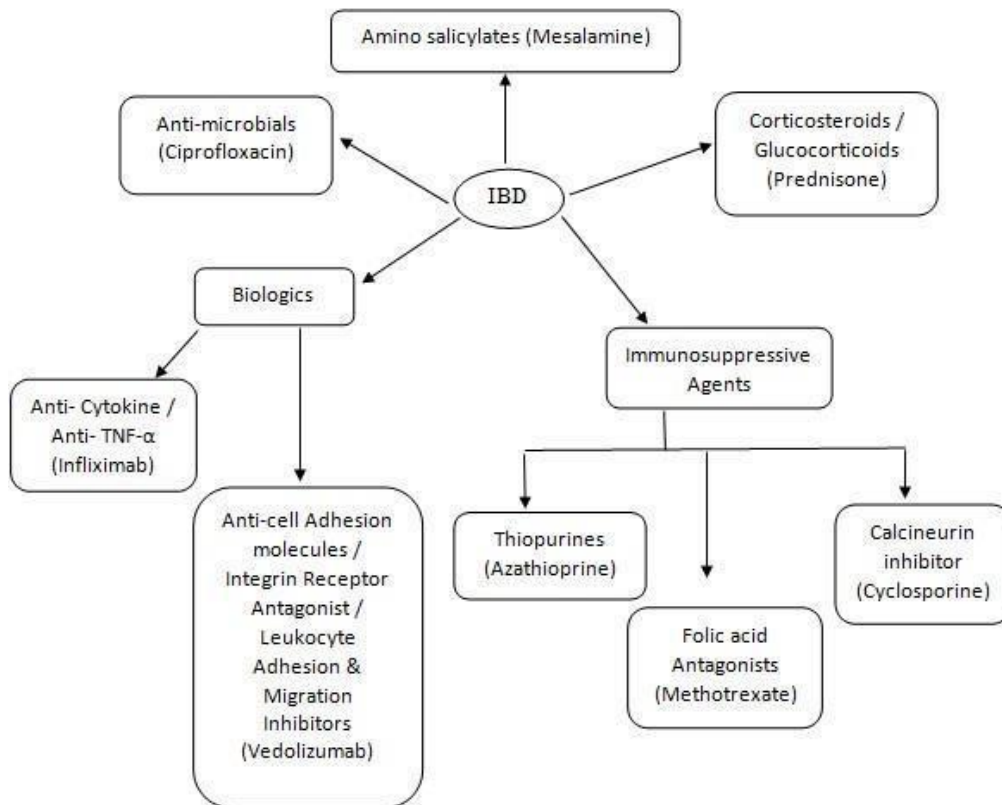 Amino salicylates (Mesalamine)
Anti-microbials
(Ciprofloxacin)
Corticosteroids /
Glucocorticoids
(Prednisone)
IBD
Biologics
Immunosuppressive
Agents
Anti- Cytokine /
Anti- TNF-α
(Infliximab)
Anti-cell Adhesion
molecules /
Integrin Receptor
Antagonist /
Leukocyte
Adhesion &
Migration
Inhibitors
(Vedolizumab)
Thiopurines
(Azathioprine)
Folic acid
Antagonists
(Methotrexate)
Calcineurin
inhibitor
(Cyclosporine)